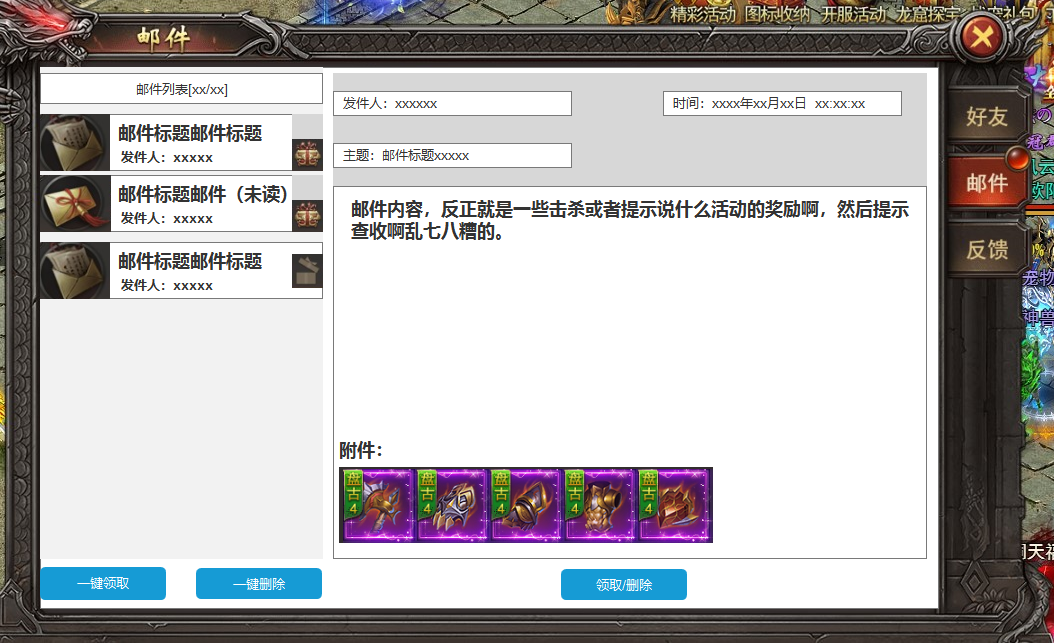 精彩活动 图标收纳 开服活动 龙窟探宝
邮件
邮件列表[xx/xx]
邮件标题邮件标题
发件人：xxxxx
邮件标题邮件（未读）
发件人：xxxxx
邮件标题邮件标题
发件人：xxxxx
一键领取
一键删除
发件人：xxxxxx
时间：xxxx年xx月xx日 xx:xx:xx
主题：邮件标题xxxxx
邮件内容，反正就是一些击杀或者提示说什么活动的奖励啊，然后提示
查收啊乱七八糟的。
附件：
盘古4
盘古4
盘古4
盘古4
盘古4
领取/删除
好友
邮件
反馈
宠物
神兽